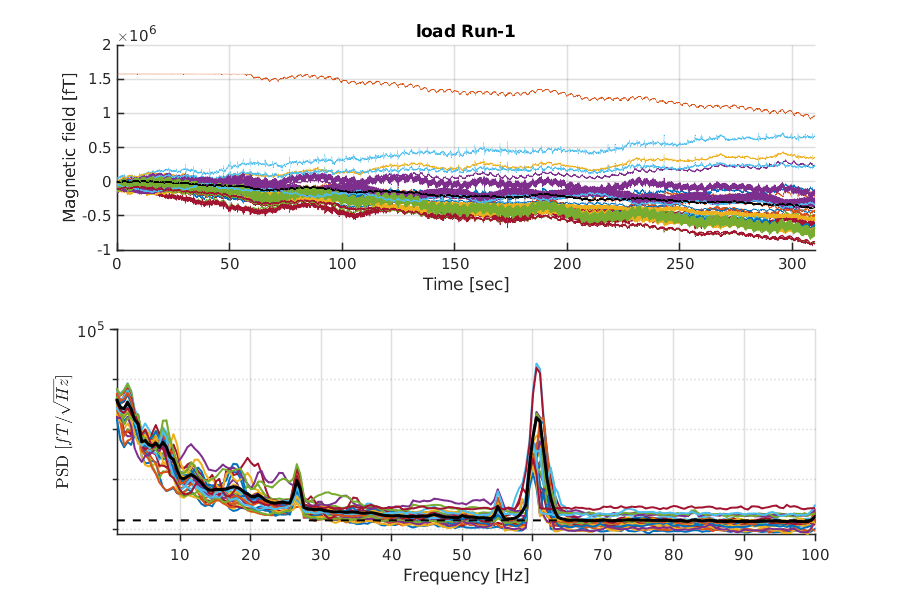 load Run-1
×10^6
Magnetic field [fT]
2
1.5
1
0.5
0
-0.5
-1
0 50 100 150 200 250 300
Time [sec]
PSD [fT/√Hz]
10^5
10 20 30 40 50 60 70 80 90 100
Frequency [Hz]